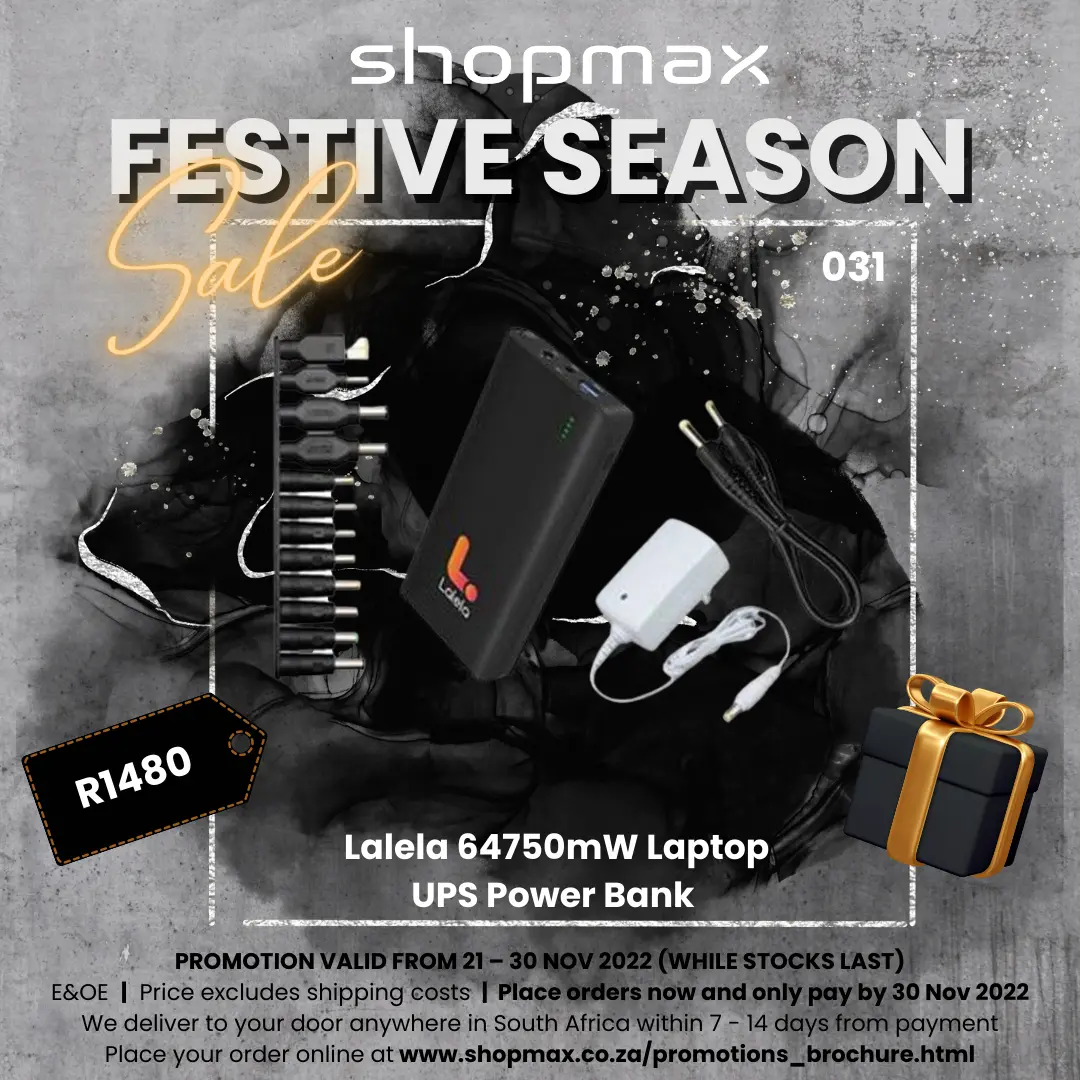 shopmax
FESTIVE SEASON
Sale
031
Lalela
R1480
Lalela 64750mW Laptop
UPS Power Bank
PROMOTION VALID FROM 21 – 30 NOV 2022 (WHILE STOCKS LAST)
E&OE | Price excludes shipping costs | Place orders now and only pay by 30 Nov 2022
We deliver to your door anywhere in South Africa within 7 - 14 days from payment
Place your order online at www.shopmax.co.za/promotions_brochure.html